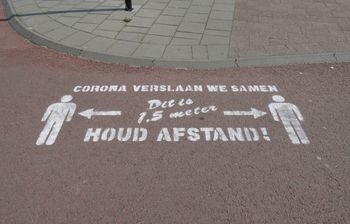 CORONA VERSLAAN WE SAMEN
Dit is
1,5 meter
HOUD AFSTAND!